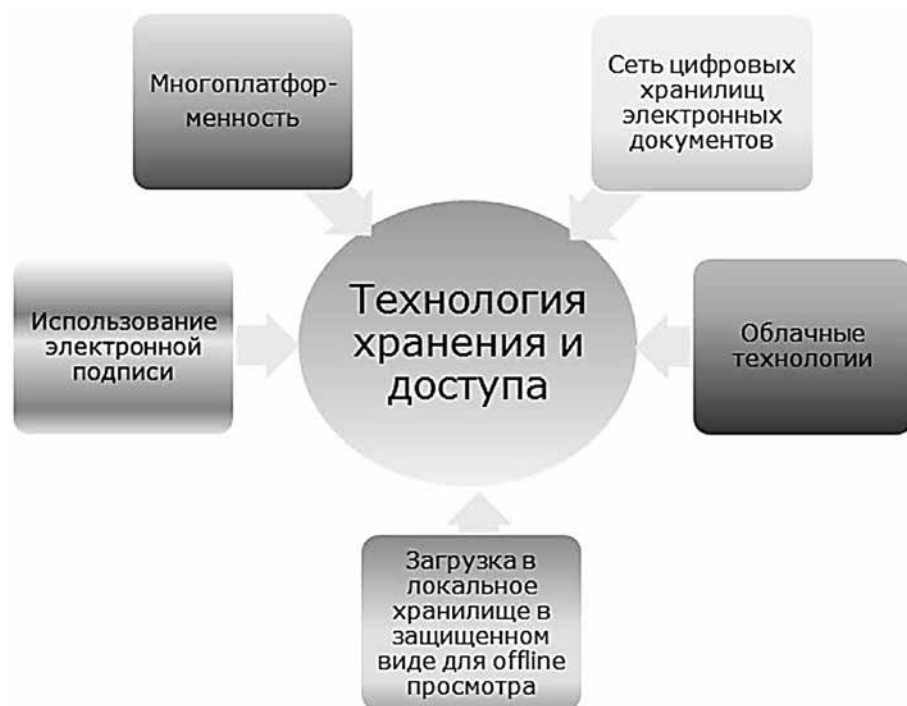 Многоплатфор-
менность
Сеть цифровых
хранилищ
электронных
документов
Использование
электронной
подписи
Технология
хранения и
доступа
Облачные
технологии
Загрузка в
локальное
хранилище в
защищенном
виде для offline
просмотра